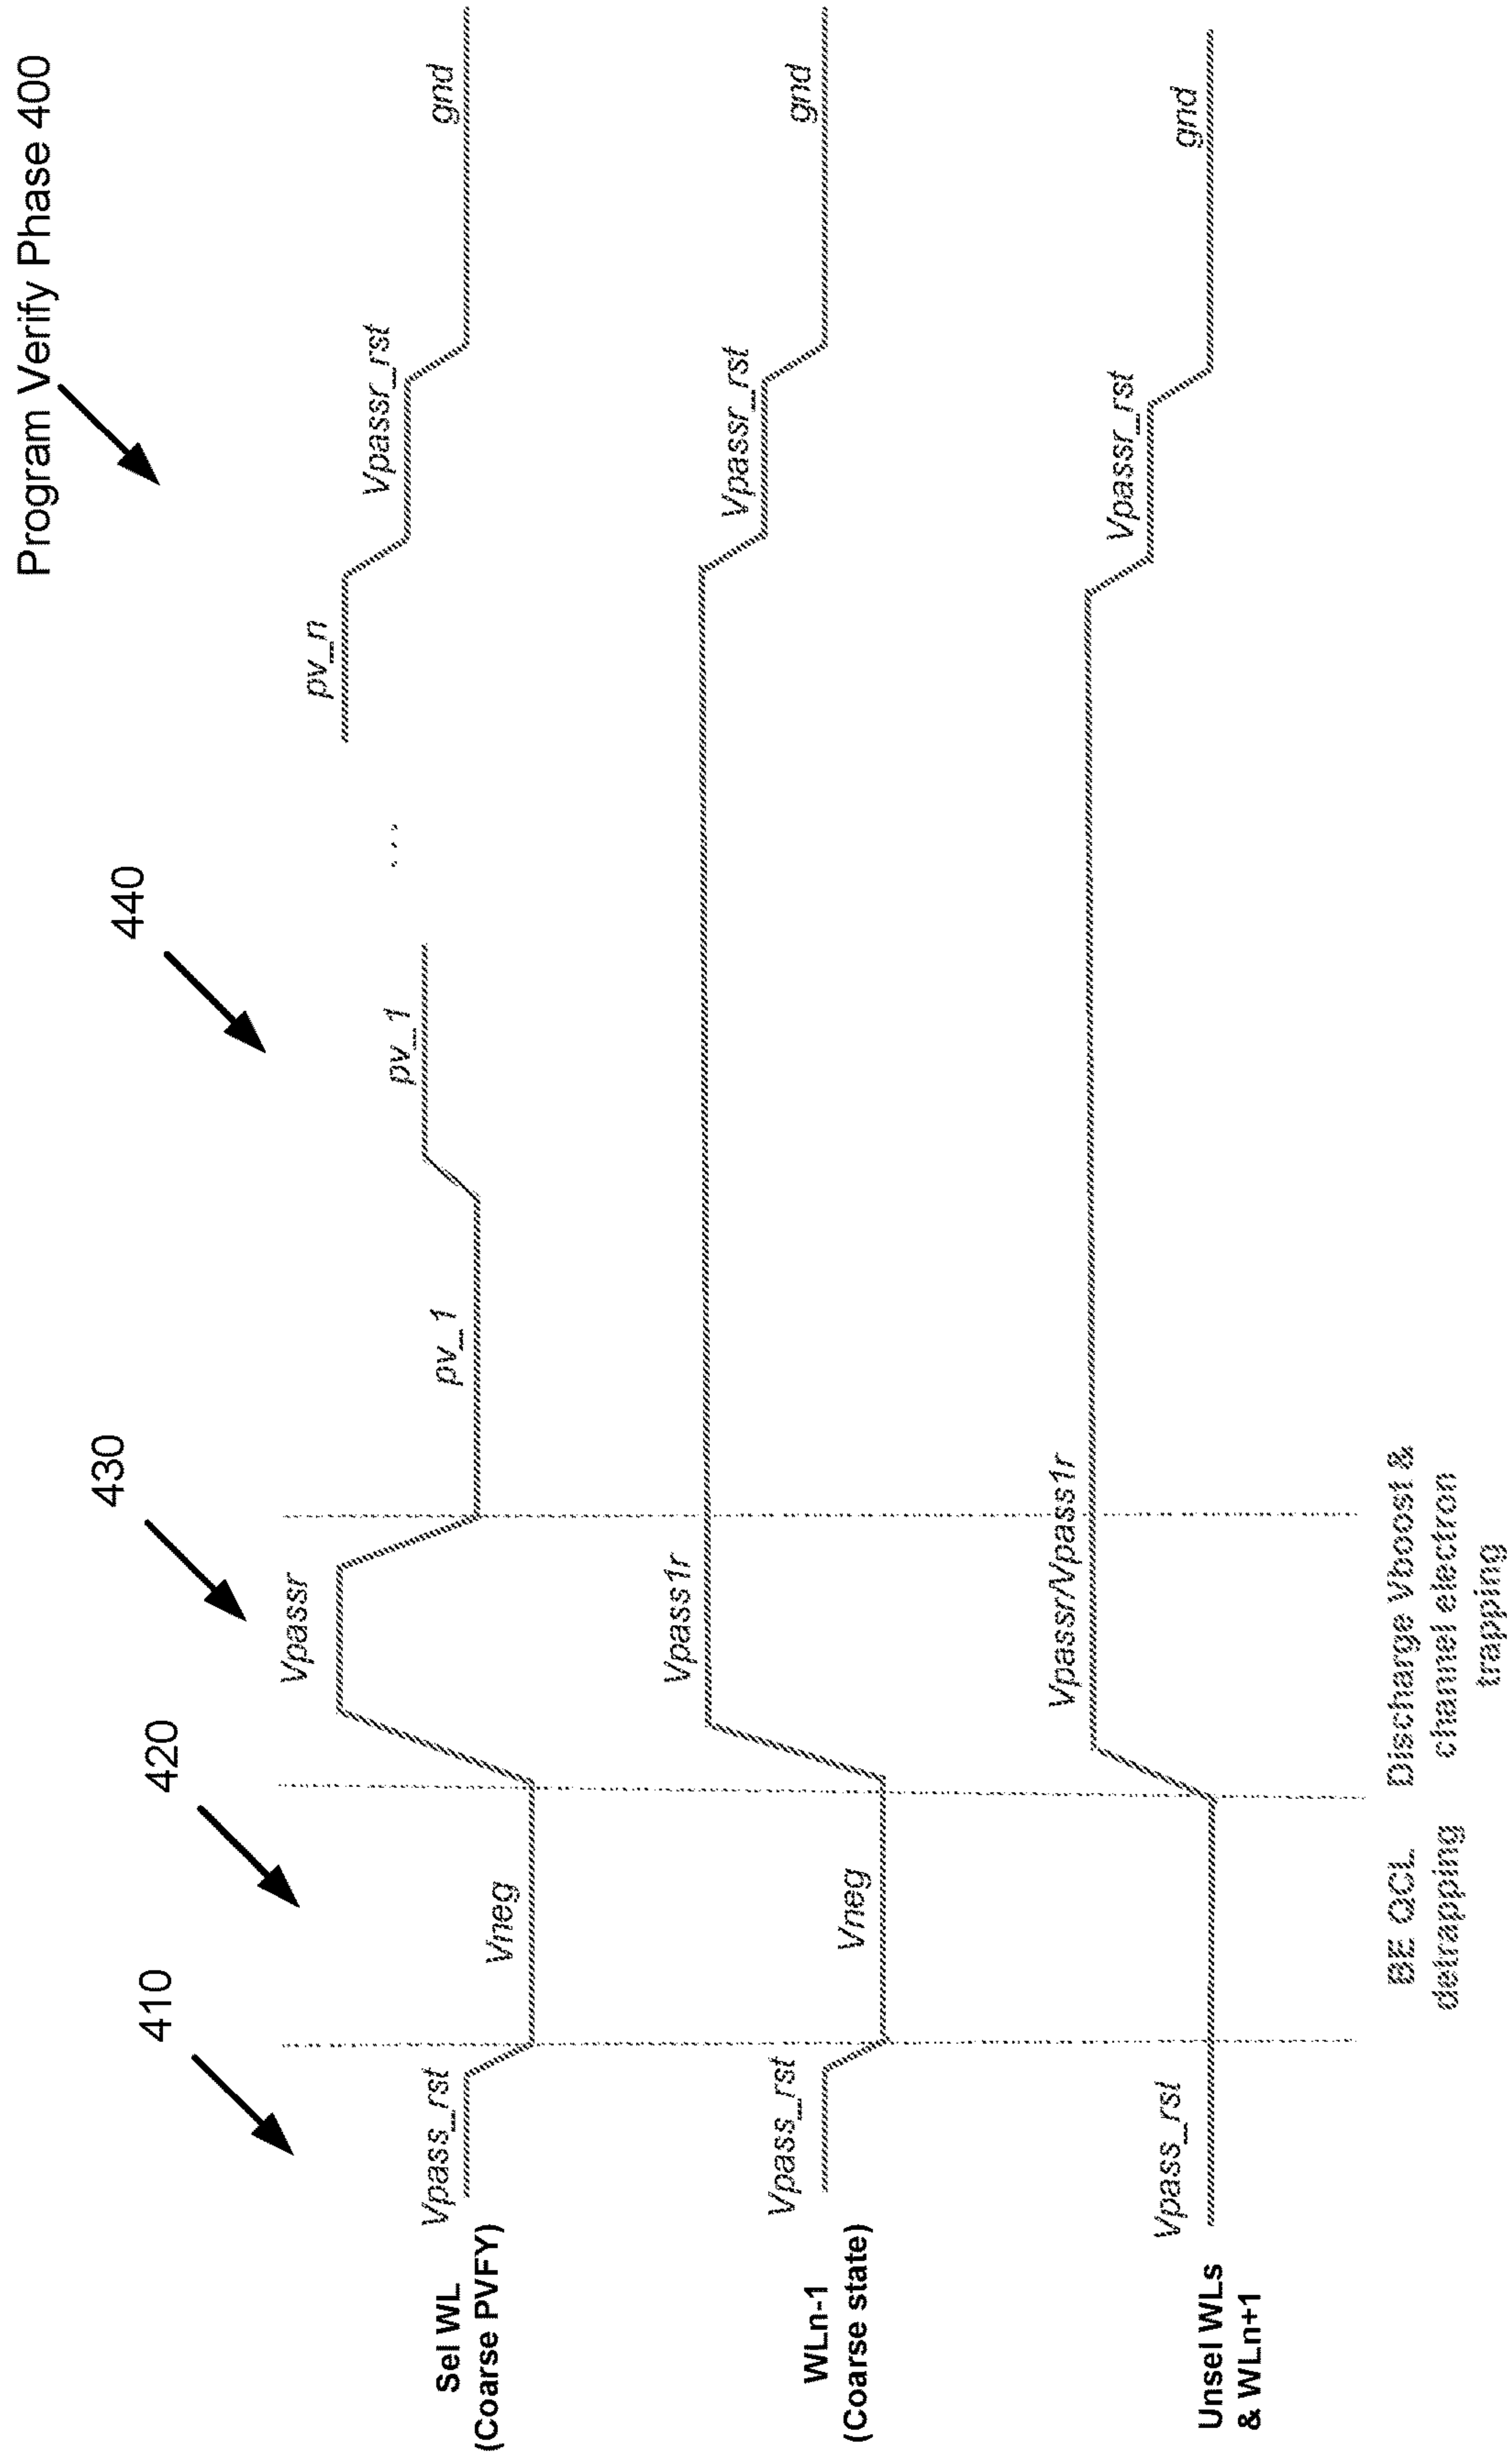 Program Verify Phase 400
410
420
430
440
Sel WL
(Coarse PVFY)
Vpass_rst
Vneg
Vpassr
pv_1
pv_1
...
pv_n
Vpassr_rst
gnd
WLn-1
(Coarse state)
Vpass_rst
Vneg
Vpass1r
Vpassr_rst
gnd
Unsel WLs
& WLn+1
Vpass_rst
Vpassr/Vpass1r
Vpassr_rst
gnd
BE QCL
detrapping
Discharge Vboost &
channel electron
trapping